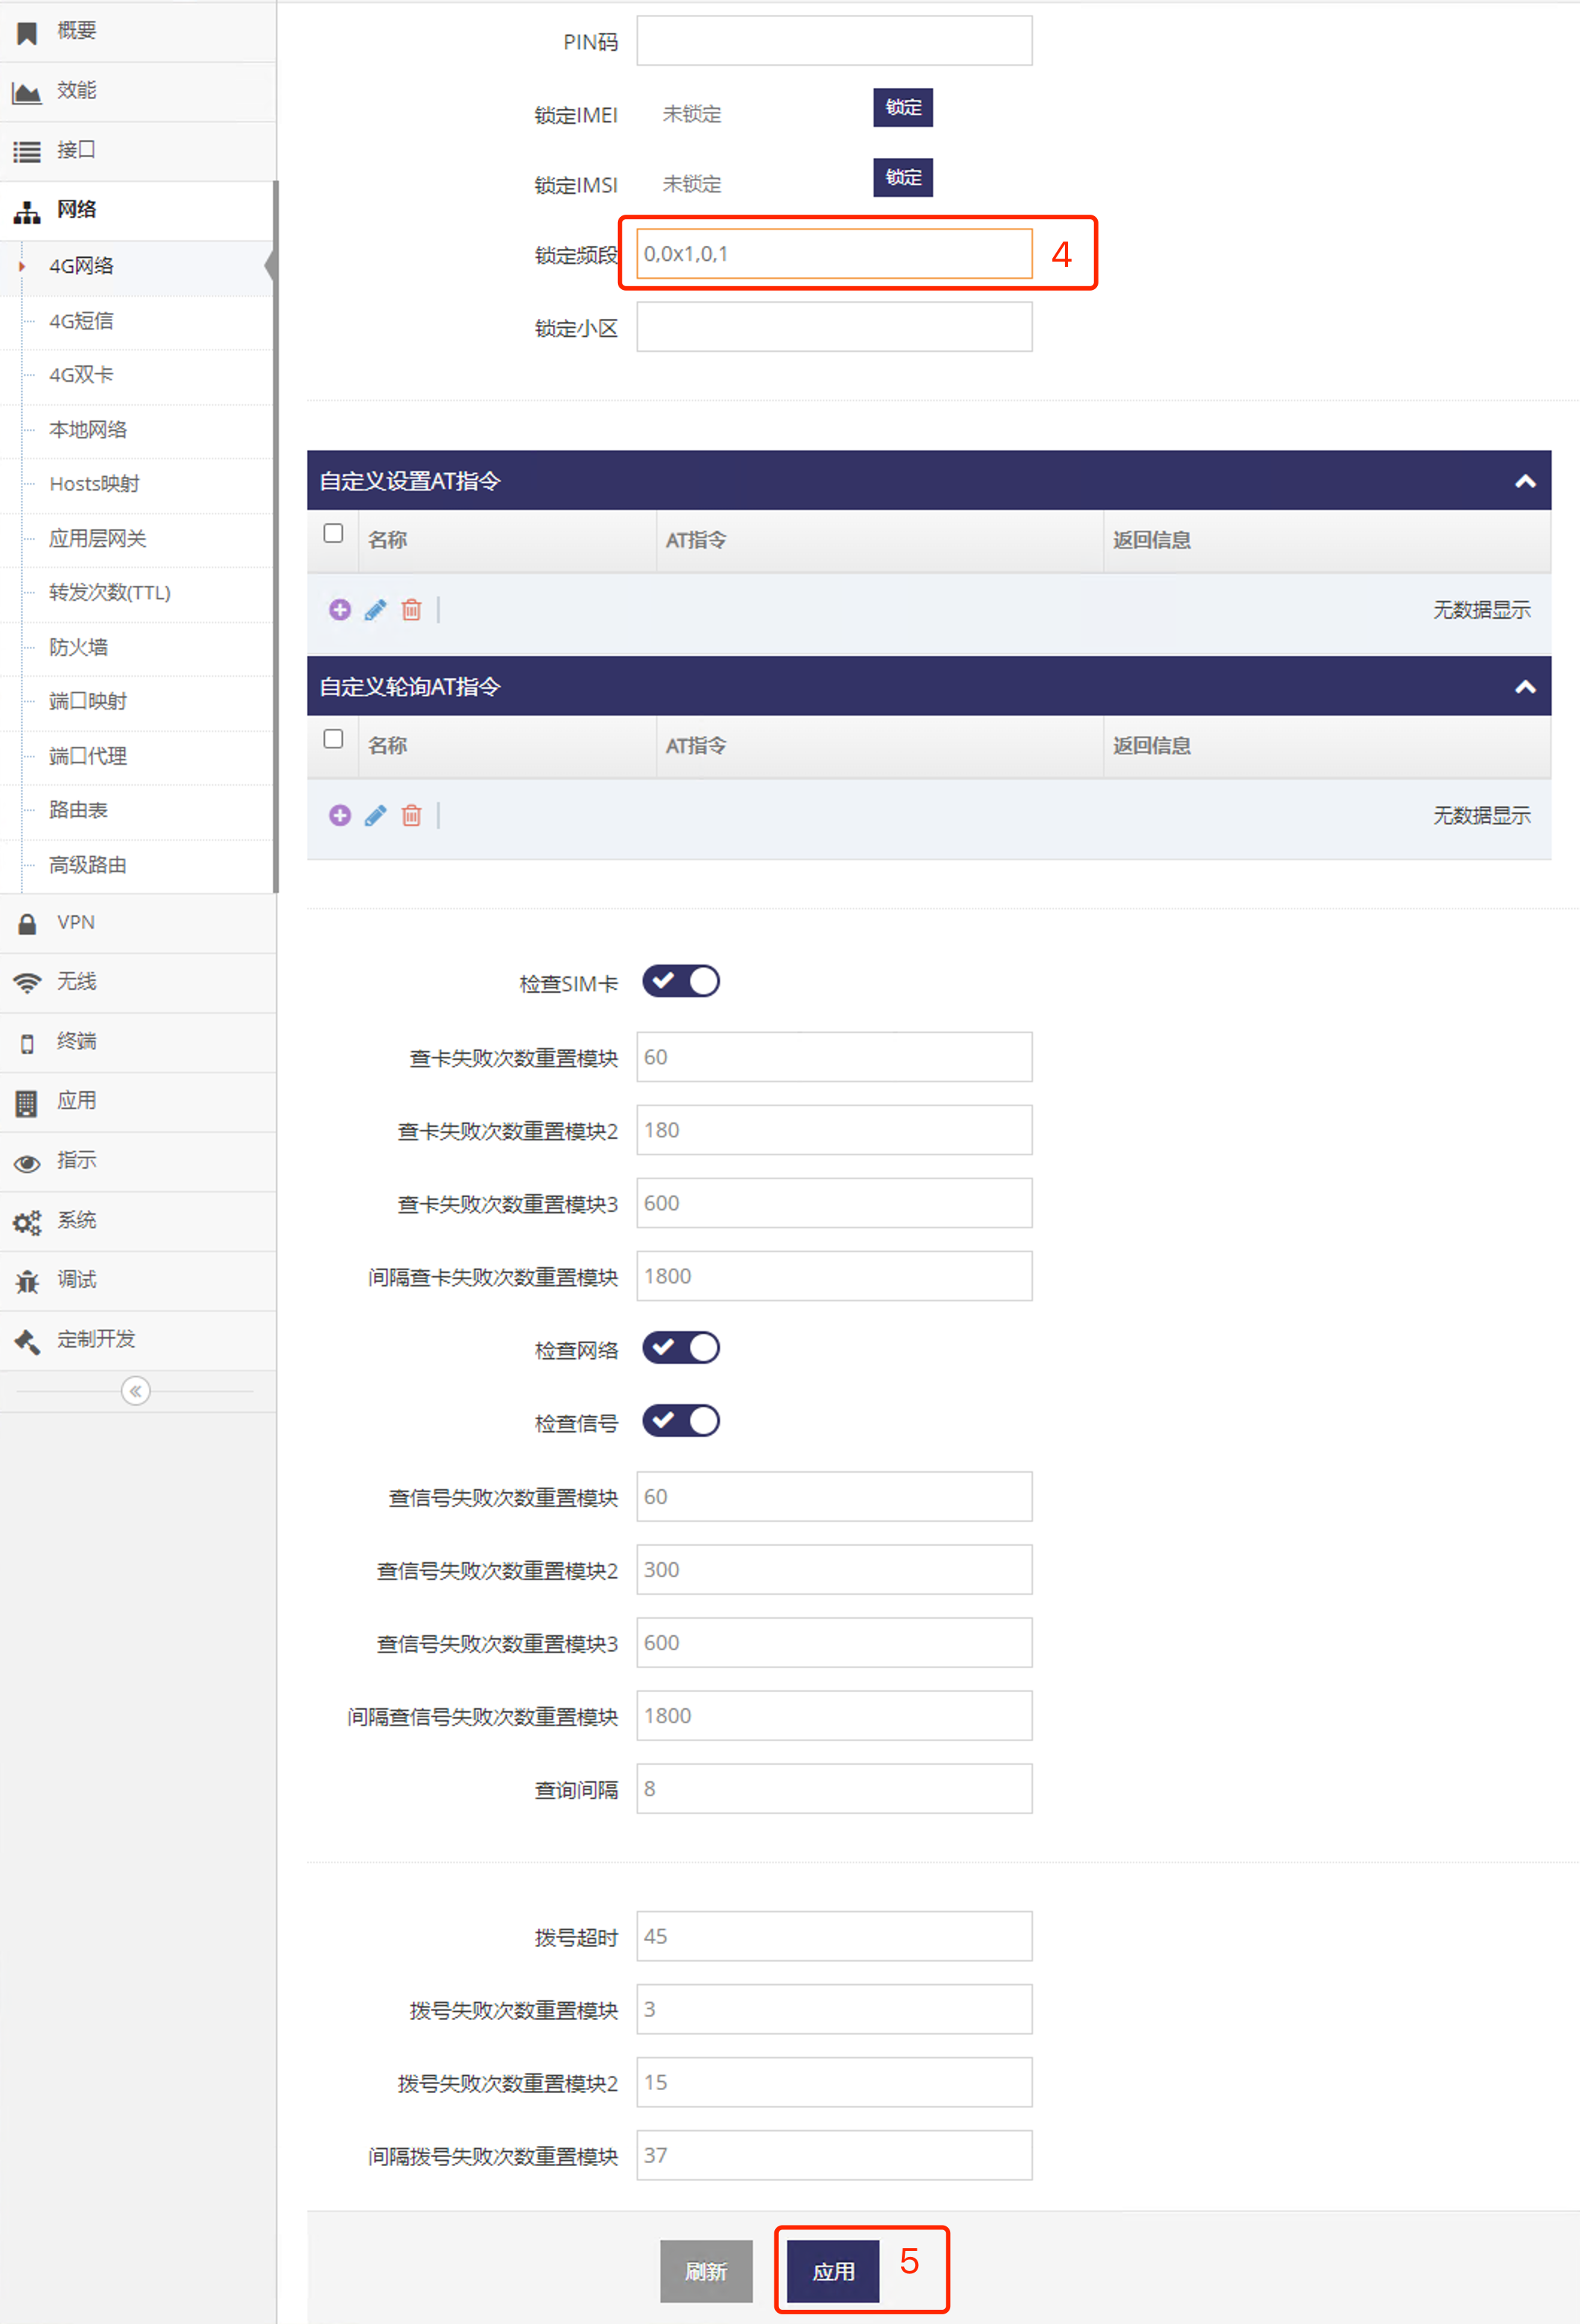 概要
效能
接口
网络
4G网络
4G短信
4G双卡
本地网络
Hosts映射
应用层网关
转发次数(TTL)
防火墙
端口映射
端口代理
路由表
高级路由
VPN
无线
终端
应用
指示
系统
调试
定制开发
PIN码
锁定IMEI 未锁定 锁定
锁定IMSI 未锁定 锁定
锁定频段 0,0x1,0,1 4
锁定小区
自定义设置AT指令
名称 AT指令 返回信息
无数据显示
自定义轮询AT指令
名称 AT指令 返回信息
无数据显示
检查SIM卡
查卡失败次数重置模块 60
查卡失败次数重置模块2 180
查卡失败次数重置模块3 600
间隔查卡失败次数重置模块 1800
检查网络
检查信号
查信号失败次数重置模块 60
查信号失败次数重置模块2 300
查信号失败次数重置模块3 600
间隔查信号失败次数重置模块 1800
查询间隔 8
拨号超时 45
拨号失败次数重置模块 3
拨号失败次数重置模块2 15
间隔拨号失败次数重置模块 37
刷新 应用 5